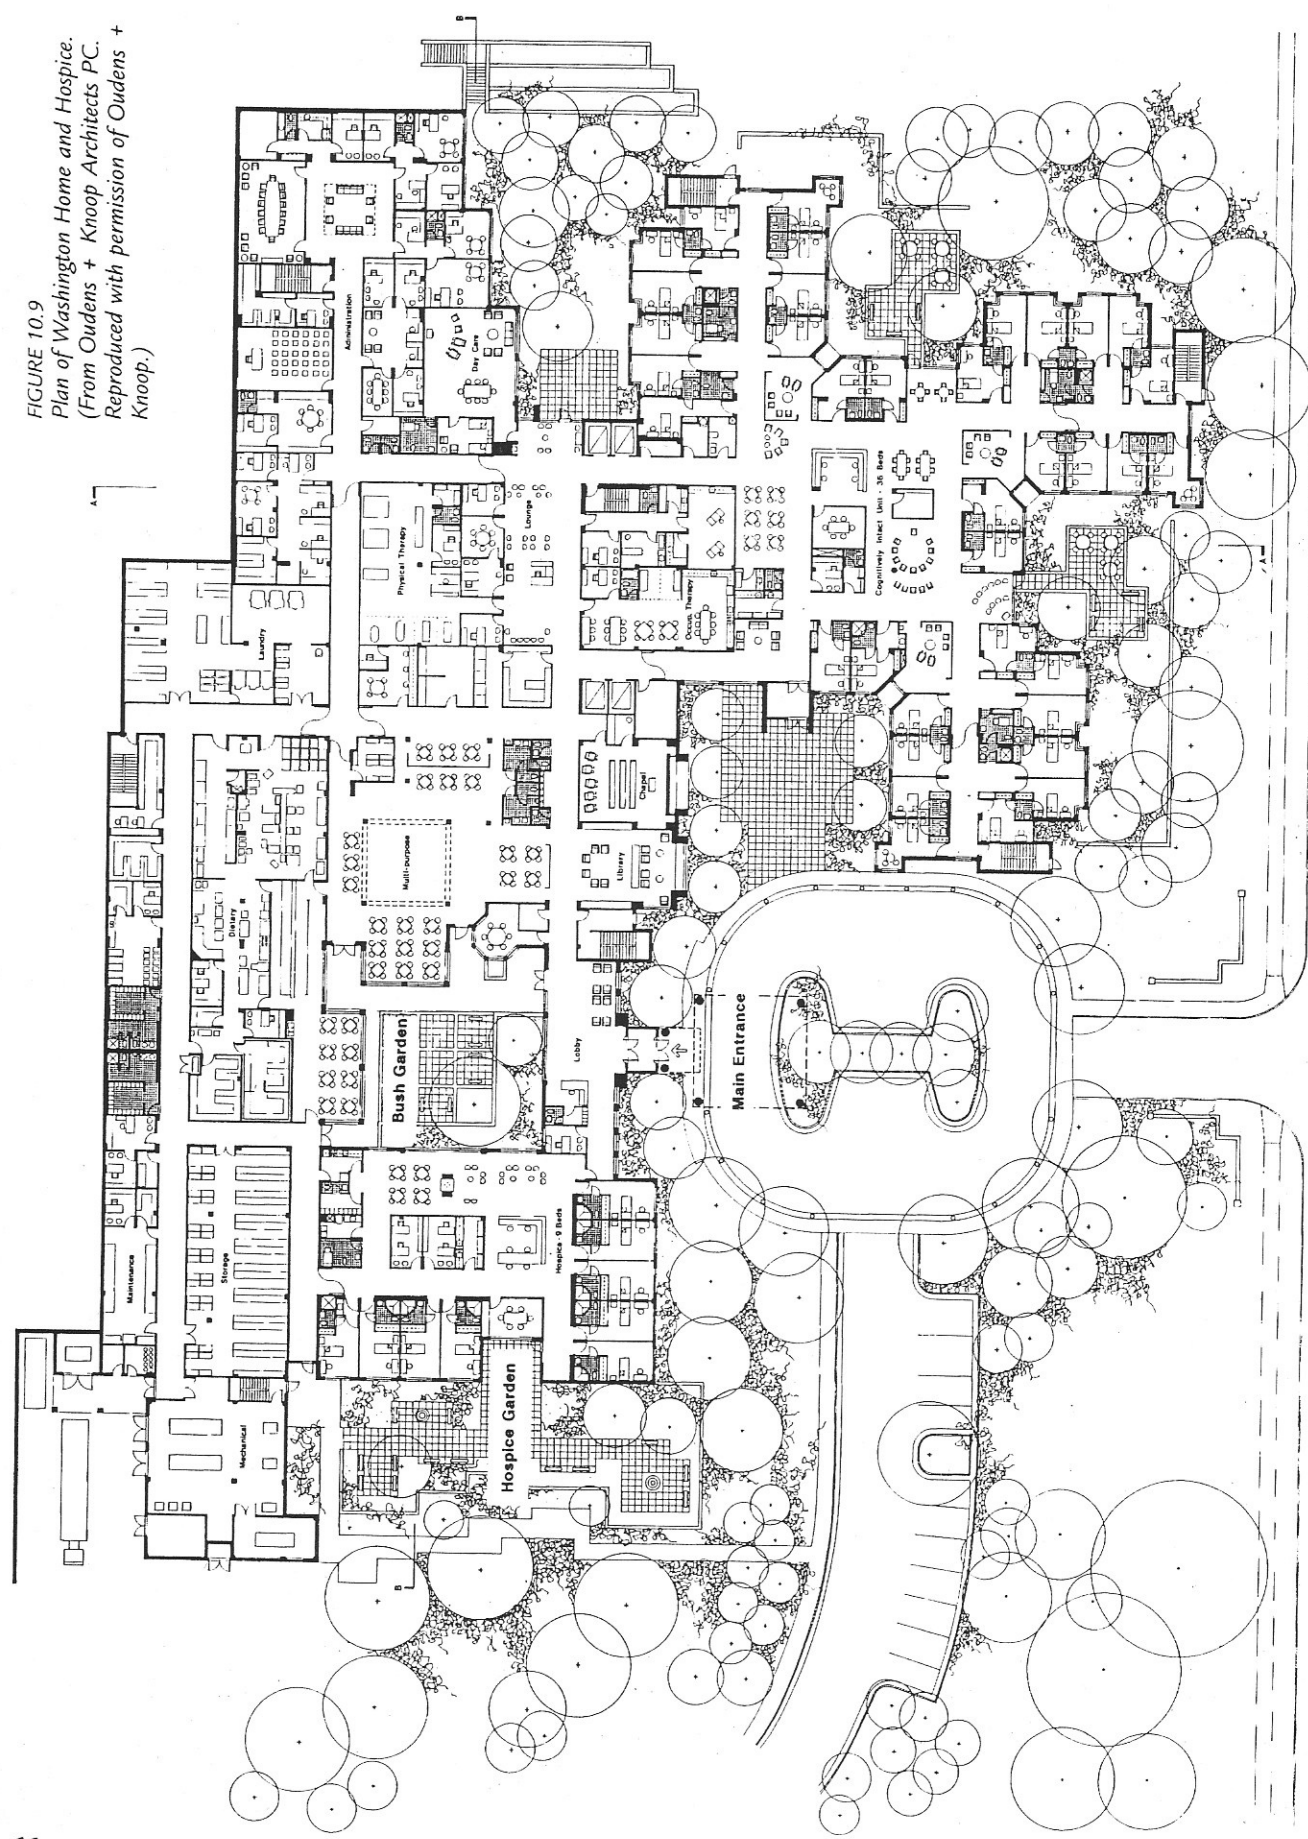 FIGURE 10.9
Plan of Washington Home and Hospice.
(From Oudens + Knoop Architects PC.
Reproduced with permission of Oudens +
Knoop.)
B
A
Administration
Day Care
Laundry
Physical Therapy
Lounge
Occup. Therapy
Cognitively Intact Unit - 36 Beds
A
Dietary
Multi-purpose
Chapel
Library
Bush Garden
Lobby
Main Entrance
Maintenance
Storage
Hospice - 9 Beds
Mechanical
Hospice Garden
B